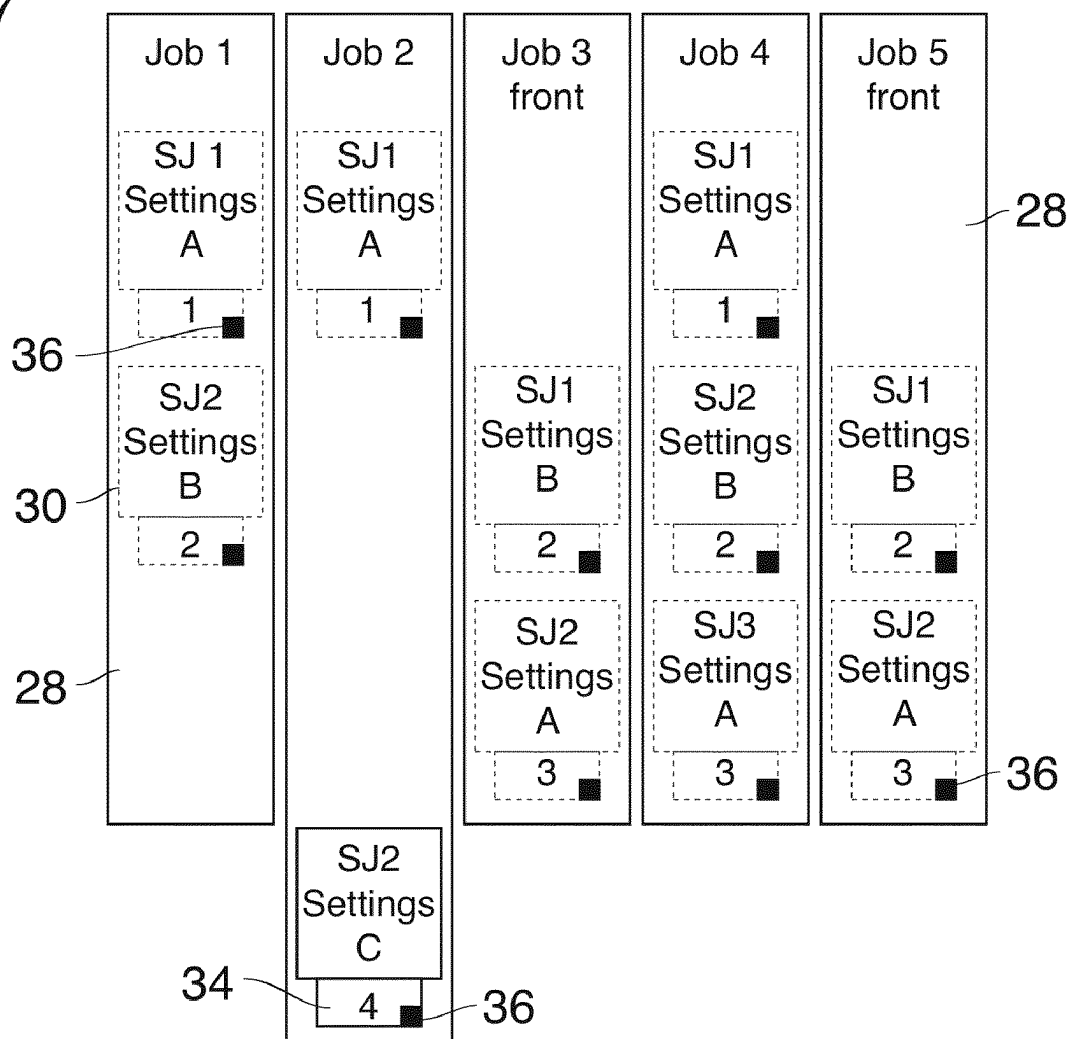 Job 1
SJ 1
Settings
A
1
36
SJ2
Settings
B
30
2
28
Job 2
SJ1
Settings
A
1
SJ2
Settings
C
34
4
36
Job 3
front
SJ1
Settings
B
2
SJ2
Settings
A
3
Job 4
SJ1
Settings
A
1
SJ2
Settings
B
2
SJ3
Settings
A
3
Job 5
front
28
SJ1
Settings
B
2
SJ2
Settings
A
3
36